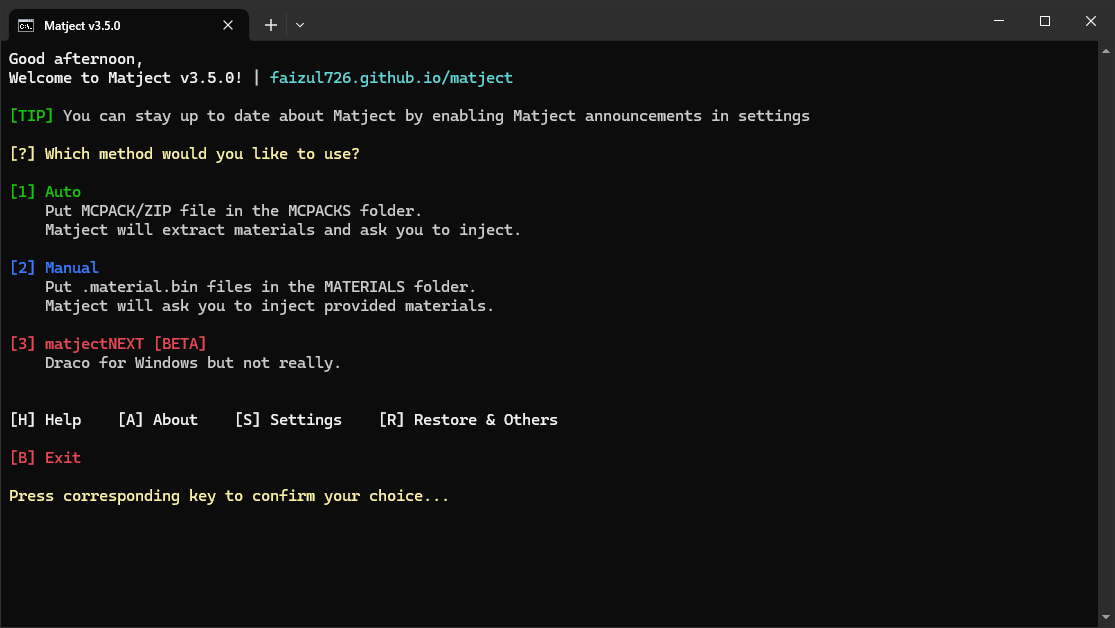 Matject v3.5.0
Good afternoon,
Welcome to Matject v3.5.0! | faizul726.github.io/matject
[TIP] You can stay up to date about Matject by enabling Matject announcements in settings
[?] Which method would you like to use?
[1] Auto
Put MCPACK/ZIP file in the MCPACKS folder.
Matject will extract materials and ask you to inject.
[2] Manual
Put .material.bin files in the MATERIALS folder.
Matject will ask you to inject provided materials.
[3] matjectNEXT [BETA]
Draco for Windows but not really.
[H] Help [A] About [S] Settings [R] Restore & Others
[B] Exit
Press corresponding key to confirm your choice...